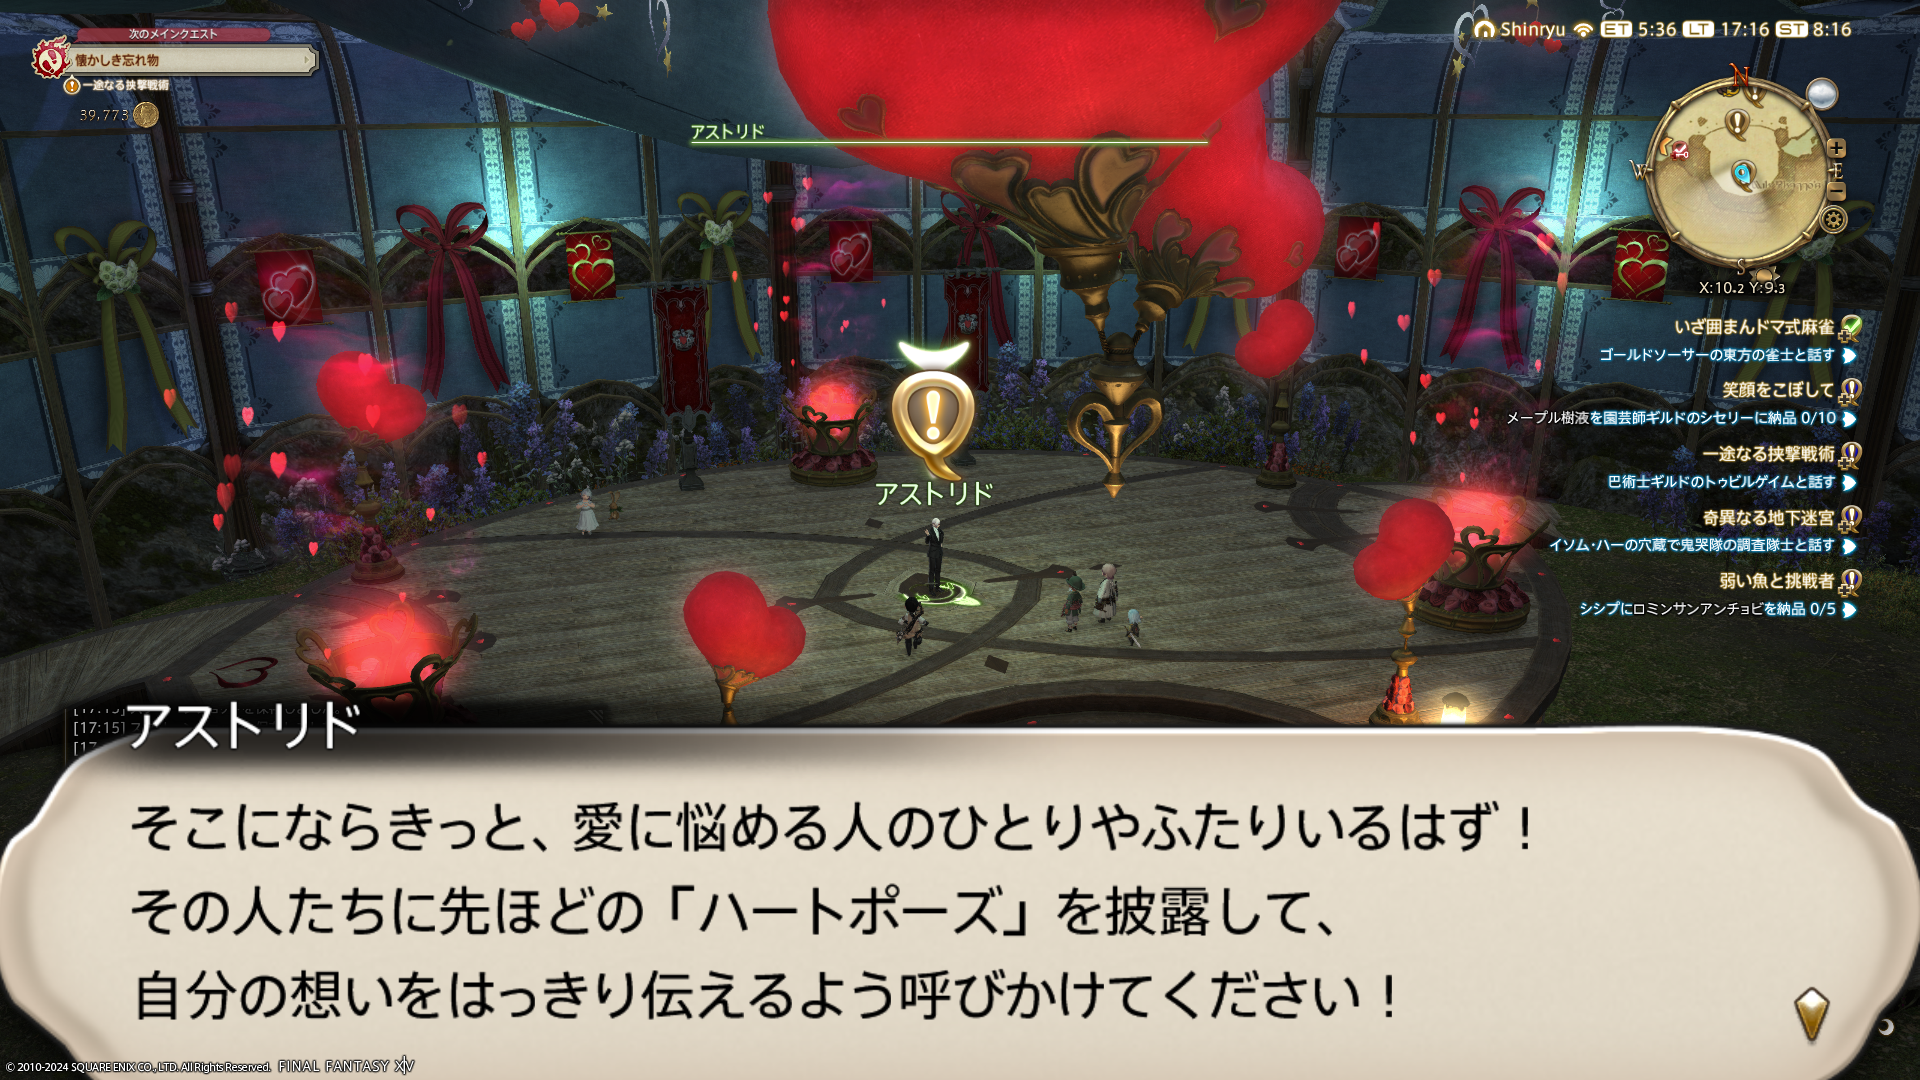 次のメインクエスト
懐かしき忘れ物
一途なる挟撃戦術
39,773
アストリド
Shinryu ET 5:36 LT 17:16 ST 8:16
N
W
E
S
X:10.2 Y:9.3
いざ囲まんドマ式麻雀
ゴールドソーサーの東方の雀士と話す
笑顔をこぼして
メープル樹液を園芸師ギルドのシセリーに納品 0/10
一途なる挟撃戦術
巴術士ギルドのトゥビルゲイムと話す
奇異なる地下迷宮
イソム・ハーの穴蔵で鬼哭隊の調査隊士と話す
弱い魚と挑戦者
シシプにロミンサンアンチョビを納品 0/5
アストリド
[17:15]
[17:15]
アストリド
そこにならきっと、愛に悩める人のひとりやふたりいるはず！
その人たちに先ほどの「ハートポーズ」を披露して、
自分の想いをはっきり伝えるよう呼びかけてください！
© 2010-2024 SQUARE ENIX CO., LTD. All Rights Reserved. FINAL FANTASY XIV